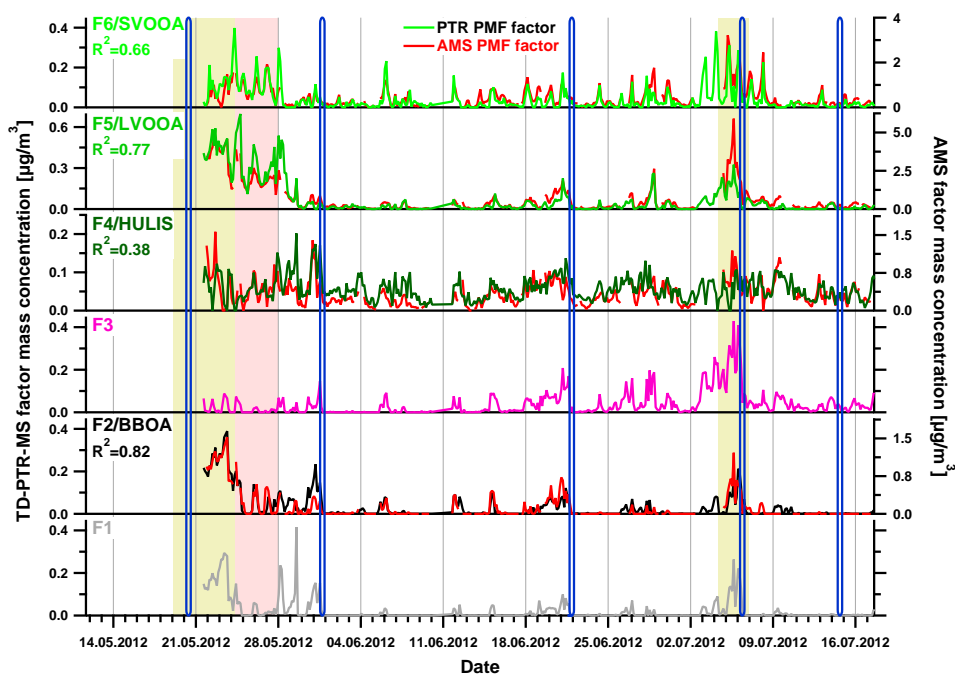 F6/SVOOA
R²=0.66
PTR PMF factor
AMS PMF factor
0.4
0.2
0.0
4
2
0
F5/LVOOA
R²=0.77
0.6
0.3
0.0
5.0
2.5
0.0
F4/HULIS
R²=0.38
0.2
0.1
0.0
1.5
0.8
0.0
F3
0.4
0.2
0.0
F2/BBOA
R²=0.82
0.4
0.2
0.0
1.5
0.8
0.0
F1
0.4
0.2
0.0
TD-PTR-MS factor mass concentration [µg/m³]
AMS factor mass concentration [µg/m³]
14.05.2012 21.05.2012 28.05.2012 04.06.2012 11.06.2012 18.06.2012 25.06.2012 02.07.2012 09.07.2012 16.07.2012
Date